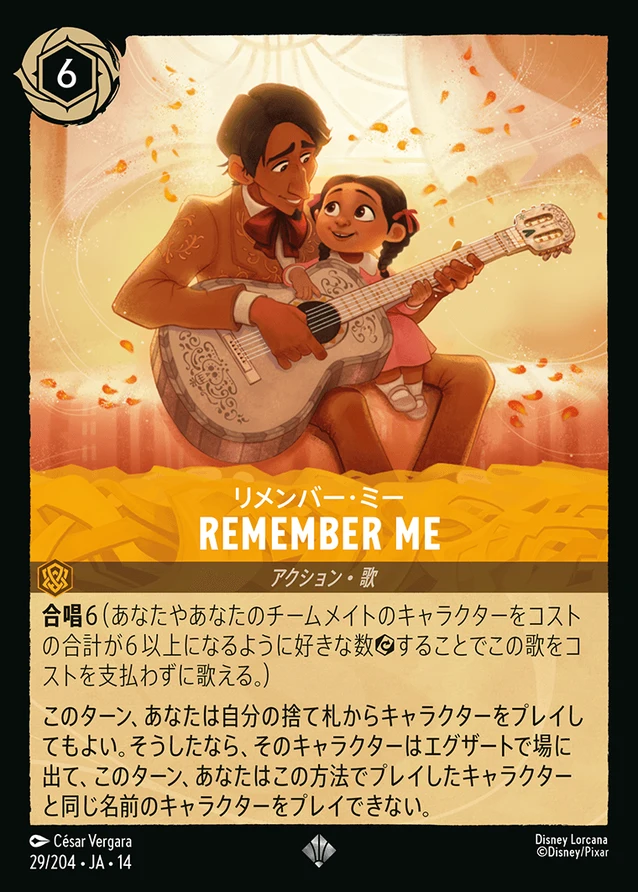 6
リメンバー・ミー
REMEMBER ME
アクション・歌
合唱6(あなたやあなたのチームメイトのキャラクターをコスト
の合計が6以上になるように好きな数することでこの歌をコ
ストを支払わずに歌える。)
このターン、あなたは自分の捨て札からキャラクターをプレイし
てもよい。そうしたなら、そのキャラクターはエグザートで場に
出て、このターン、あなたはこの方法でプレイしたキャラクター
と同じ名前のキャラクターをプレイできない。
César Vergara
Disney Lorcana
29/204・JA・14
©Disney/Pixar